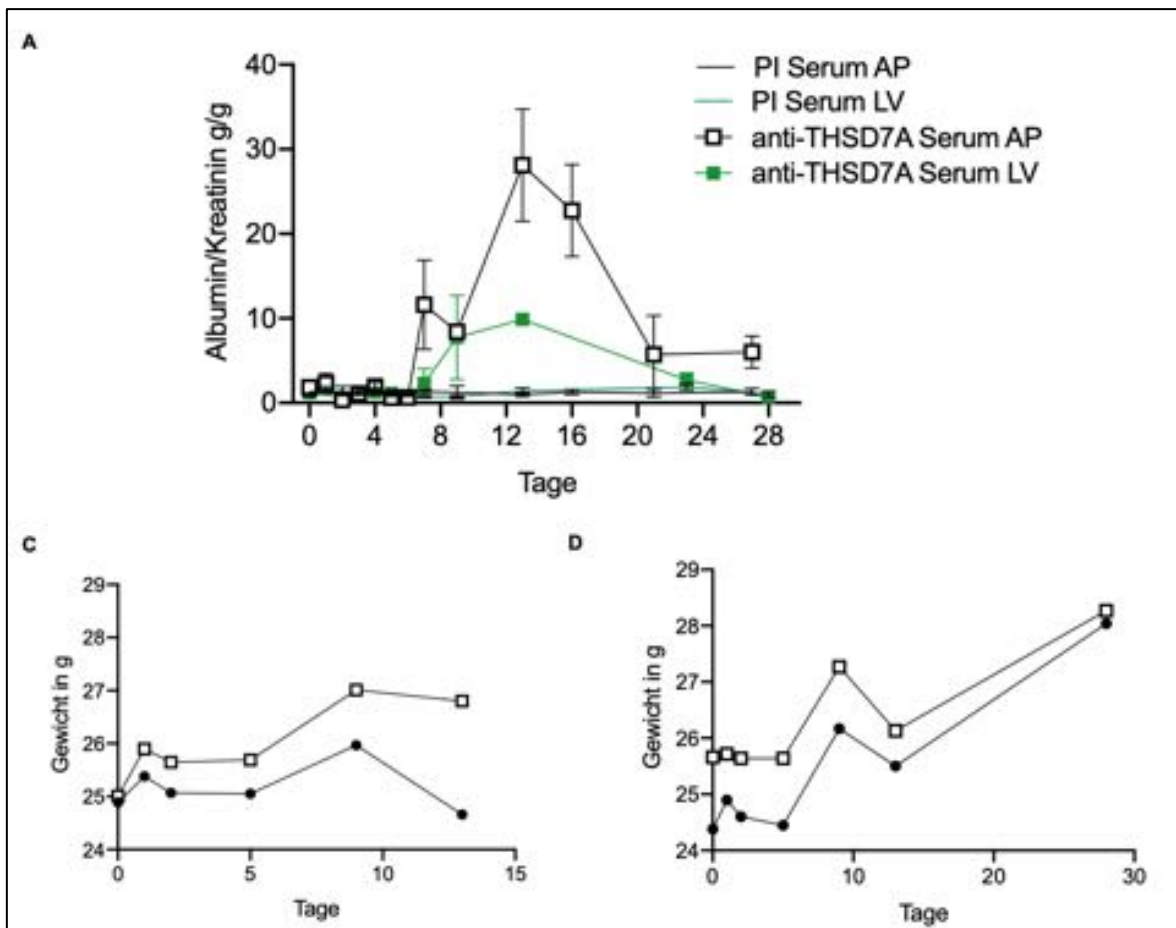 A
40
30
20
10
0
Albumin/Kreatinin g/g
0 4 8 12 16 20 24 28
Tage
PI Serum AP
PI Serum LV
anti-THSD7A Serum AP
anti-THSD7A Serum LV
C
29
28
27
26
25
24
Gewicht in g
0 5 10 15
Tage
D
29
28
27
26
25
24
Gewicht in g
0 10 20 30
Tage